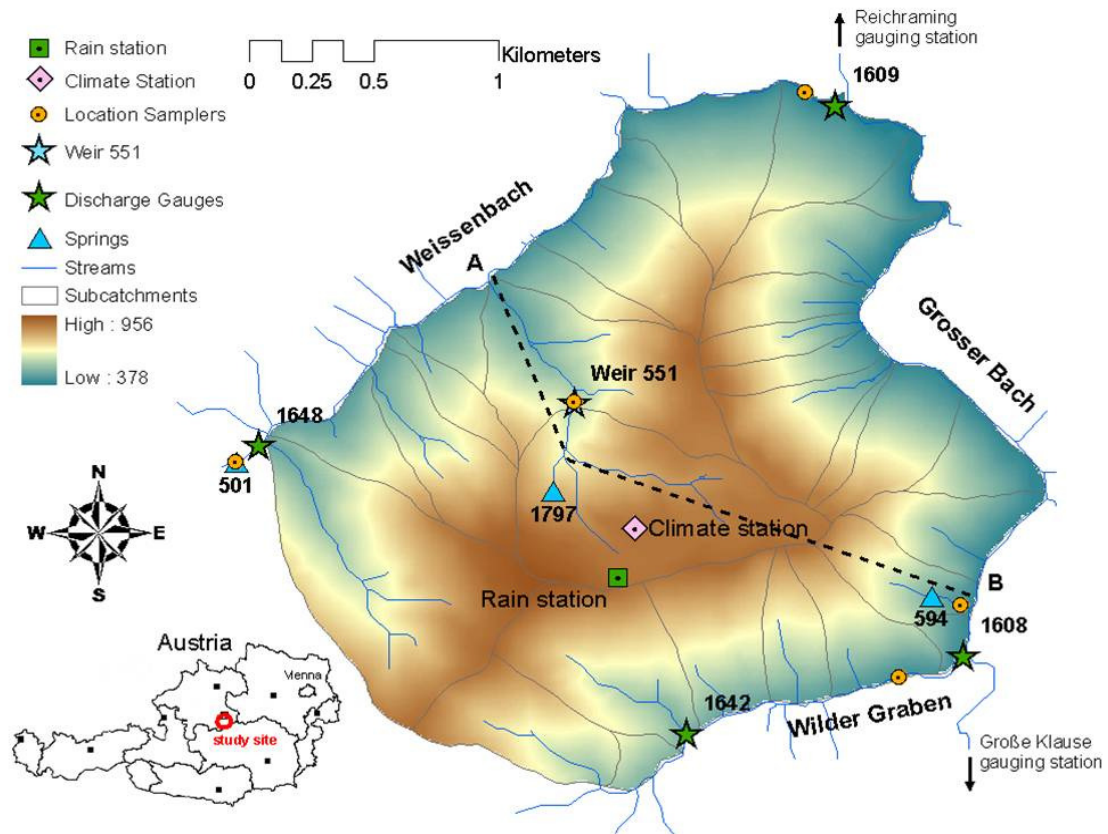 Rain station
Climate Station
Location Samplers
Weir 551
Discharge Gauges
Springs
Streams
Subcatchments
High : 956
Low : 378
Kilometers
0 0.25 0.5 1
Reichraming
gauging station
1609
Weissenbach
A
Grosser Bach
Weir 551
1648
501
1797
Climate station
Rain station
B
594
1608
1642
Wilder Graben
Große Klause
gauging station
N
W E
S
Austria
Vienna
study site